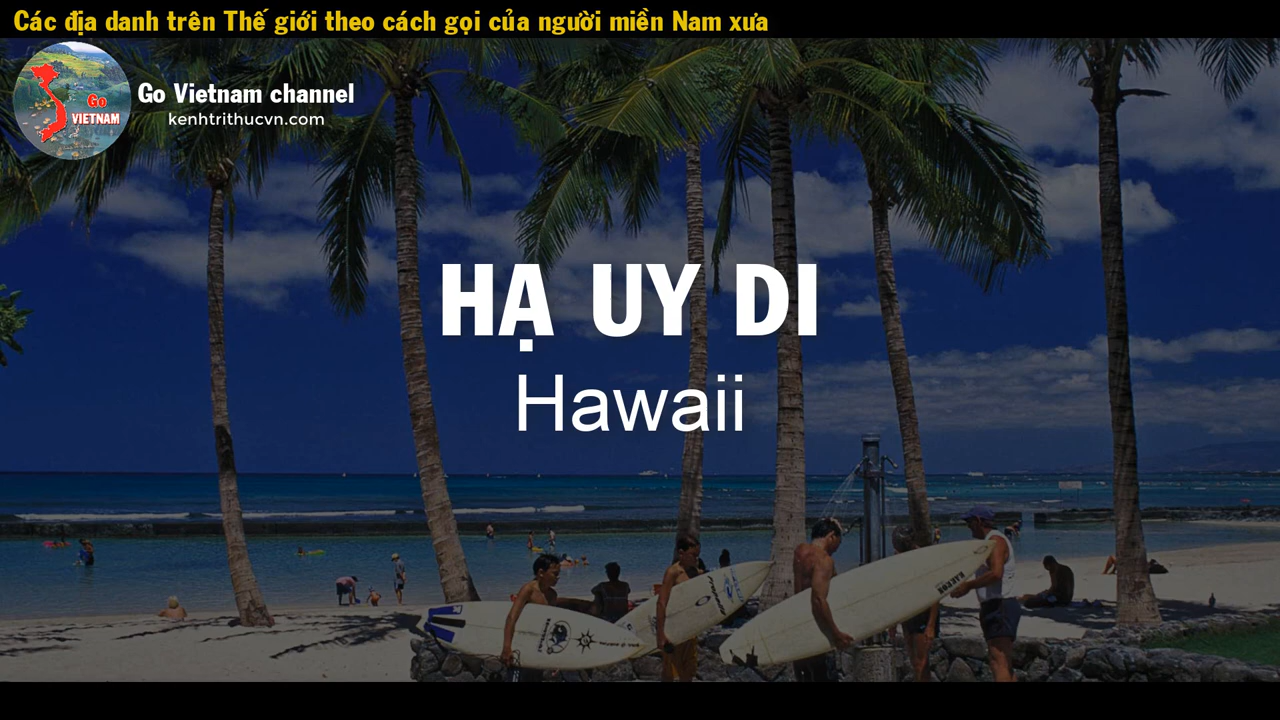 Các địa danh trên Thế giới theo cách gọi của người miền Nam xưa
Go Vietnam channel
kenhtrithucvn.com
Go
VIETNAM
HẠ UY DI
Hawaii